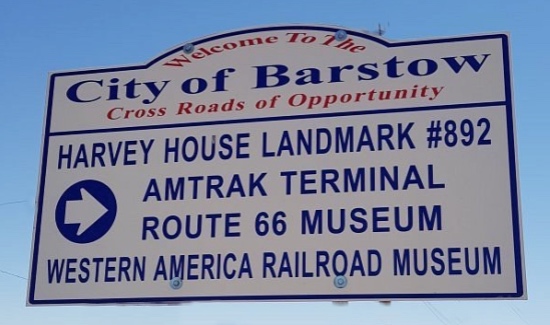 Welcome To The
City of Barstow
Cross Roads of Opportunity
HARVEY HOUSE LANDMARK #892
AMTRAK TERMINAL
ROUTE 66 MUSEUM
WESTERN AMERICA RAILROAD MUSEUM